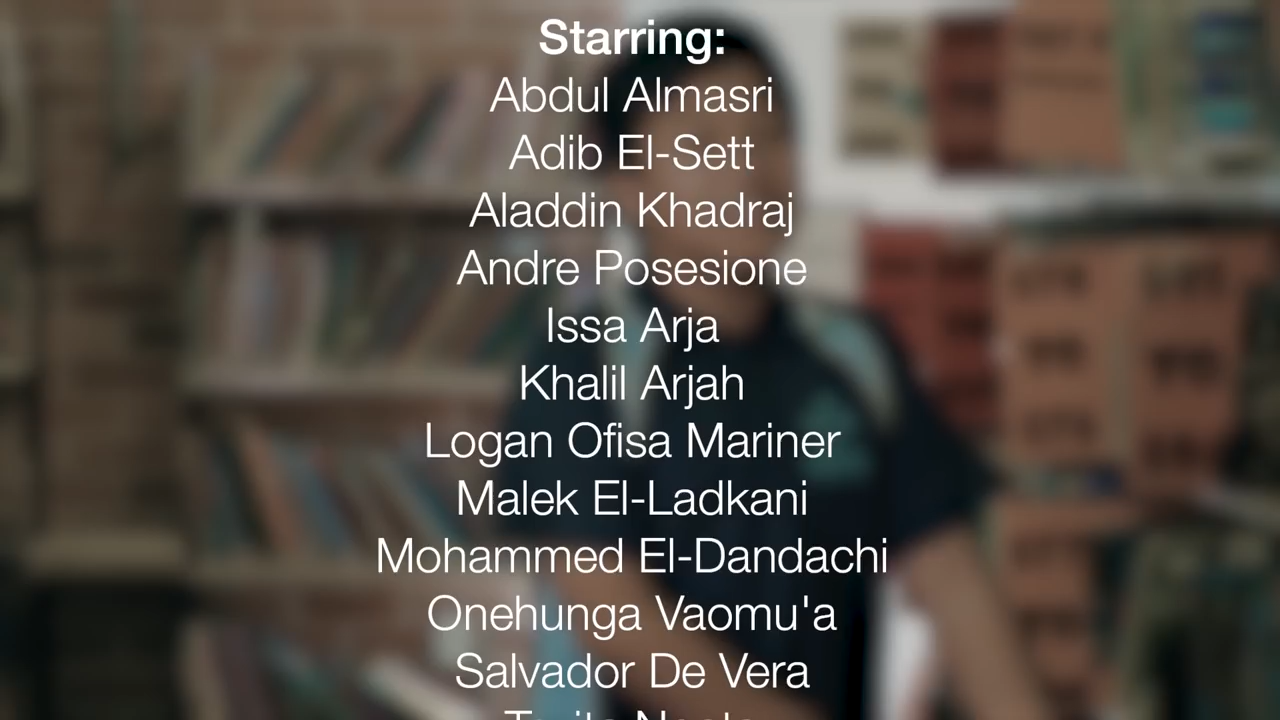 Starring:
Abdul Almasri
Adib El-Sett
Aladdin Khadraj
Andre Posesione
Issa Arja
Khalil Arjah
Logan Ofisa Mariner
Malek El-Ladkani
Mohammed El-Dandachi
Onehunga Vaomu'a
Salvador De Vera